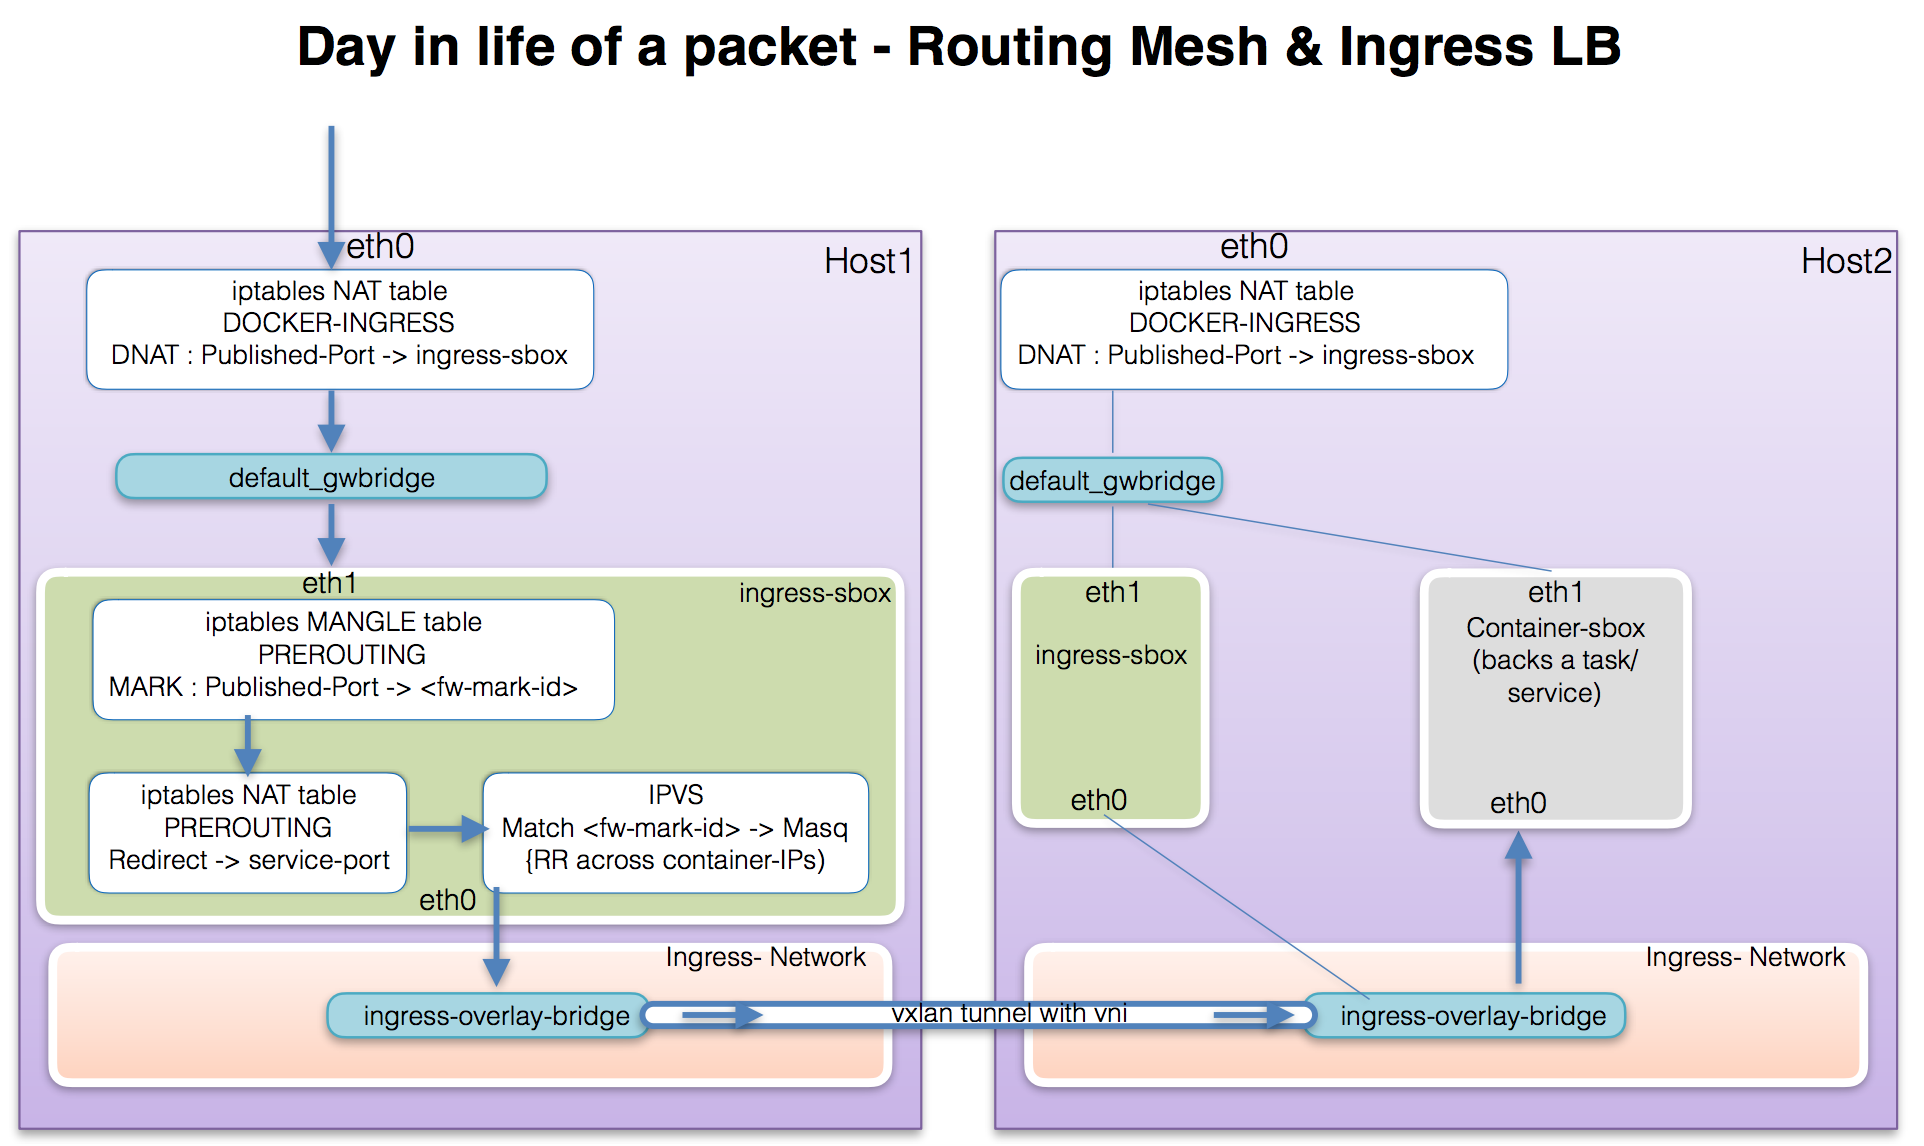 Day in life of a packet - Routing Mesh & Ingress LB
eth0
Host1
iptables NAT table
DOCKER-INGRESS
DNAT : Published-Port -> ingress-sbox
default_gwbridge
eth1
ingress-sbox
iptables MANGLE table
PREROUTING
MARK : Published-Port -> <fw-mark-id>
iptables NAT table
PREROUTING
Redirect -> service-port
IPVS
Match <fw-mark-id> -> Masq
{RR across container-IPs)
eth0
Ingress- Network
ingress-overlay-bridge
vxlan tunnel with vni
eth0
Host2
iptables NAT table
DOCKER-INGRESS
DNAT : Published-Port -> ingress-sbox
default_gwbridge
eth1
ingress-sbox
eth0
eth1
Container-sbox
(backs a task/
service)
eth0
Ingress- Network
ingress-overlay-bridge